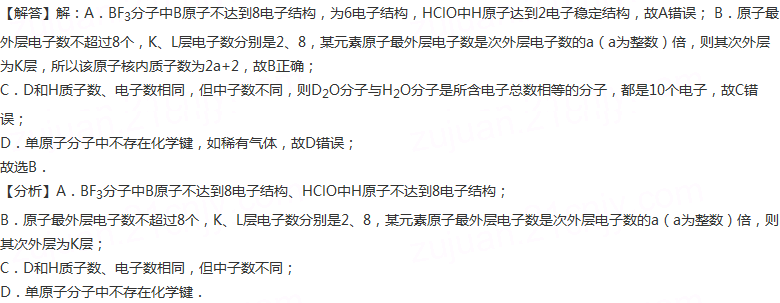 【解答】解：A．BF3分子中B原子不达到8电子结构，为6电子结构，HClO中H原子达到2电子稳定结构，故A错误； B．原子最
外层电子数不超过8个，K、L层电子数分别是2、8，某元素原子最外层电子数是次外层电子数的a（a为整数）倍，则其次外层
为K层，所以该原子核内质子数为2a+2，故B正确；
C．D和H质子数、电子数相同，但中子数不同，则D2O分子与H2O分子是所含电子总数相等的分子，都是10个电子，故C错
误；
D．单原子分子中不存在化学键，如稀有气体，故D错误；
故选B．
【分析】A．BF3分子中B原子不达到8电子结构、HClO中H原子不达到8电子结构；
B．原子最外层电子数不超过8个，K、L层电子数分别是2、8，某元素原子最外层电子数是次外层电子数的a（a为整数）倍，则
其次外层为K层；
C．D和H质子数、电子数相同，但中子数不同；
D．单原子分子中不存在化学键．